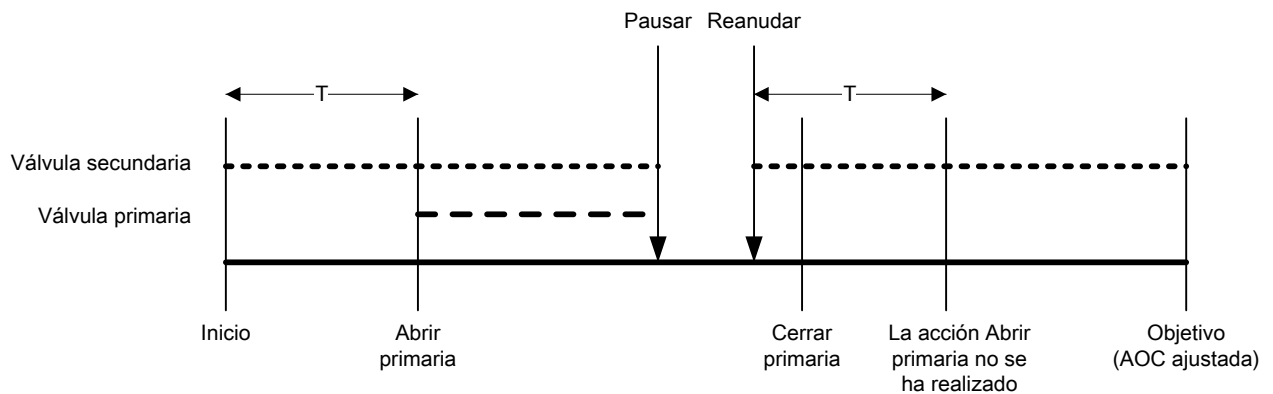 Pausar
Reanudar
T
T
Válvula secundaria
Válvula primaria
Inicio
Abrir
primaria
Cerrar
primaria
La acción Abrir
primaria no se
ha realizado
Objetivo
(AOC ajustada)